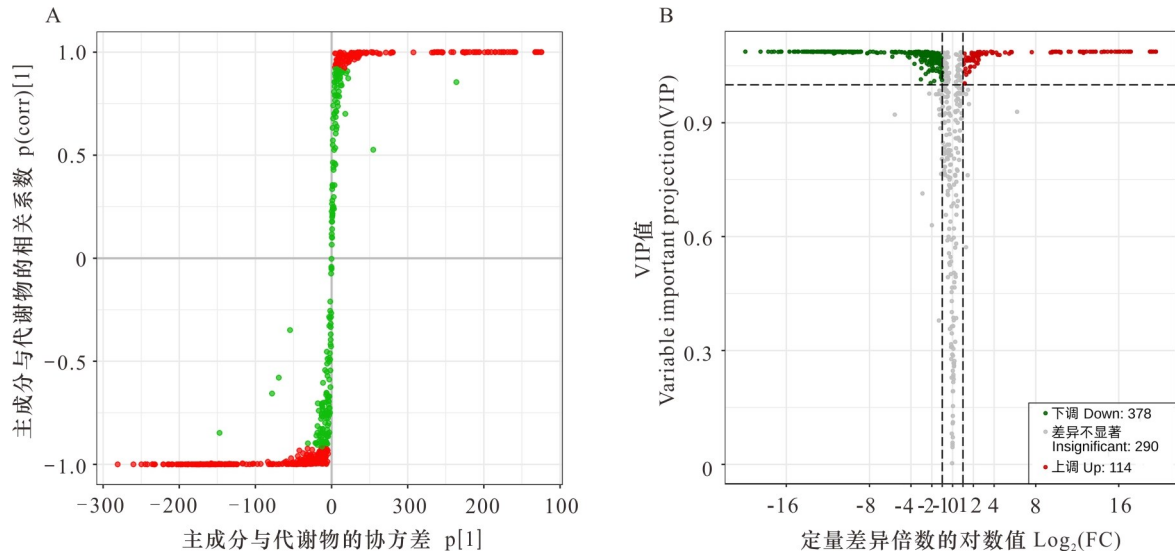 A
主成分与代谢物的相关系数 p(corr)[1]
1.0
0.5
0
−0.5
−1.0
−300
−200
−100
0
300
200
100
主成分与代谢物的协方差 p[1]
B
VIP值
Variable important projection(VIP)
0.9
0.6
0.3
0
下调 Down: 378
差异不显著
Insignificant: 290
上调 Up: 114
-16
-8
-4
-2
-1
0
1
2
4
8
16
定量差异倍数的对数值 Log₂(FC)